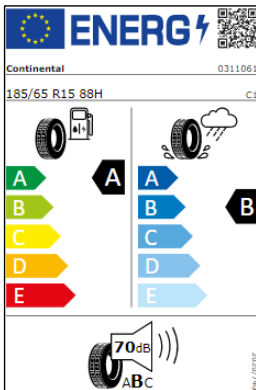 ENERG
Continental 0311061
185/65 R15 88H C1
A A A
B B B
C C
D D
E E
70dB
ABC